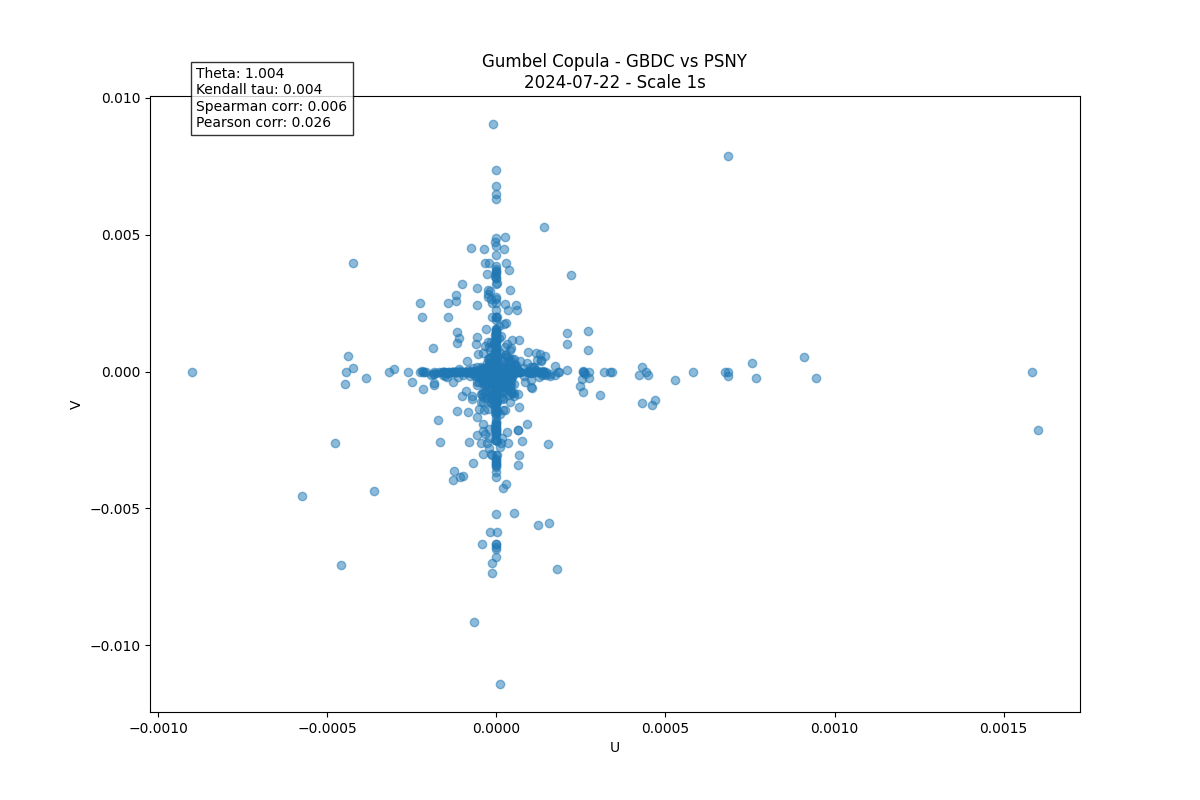 Gumbel Copula - GBDC vs PSNY
2024-07-22 - Scale 1s
Theta: 1.004
Kendall tau: 0.004
Spearman corr: 0.006
Pearson corr: 0.026
0.010
0.005
0.000
−0.005
−0.010
V
−0.0010
−0.0005
0.0000
0.0005
0.0010
0.0015
U